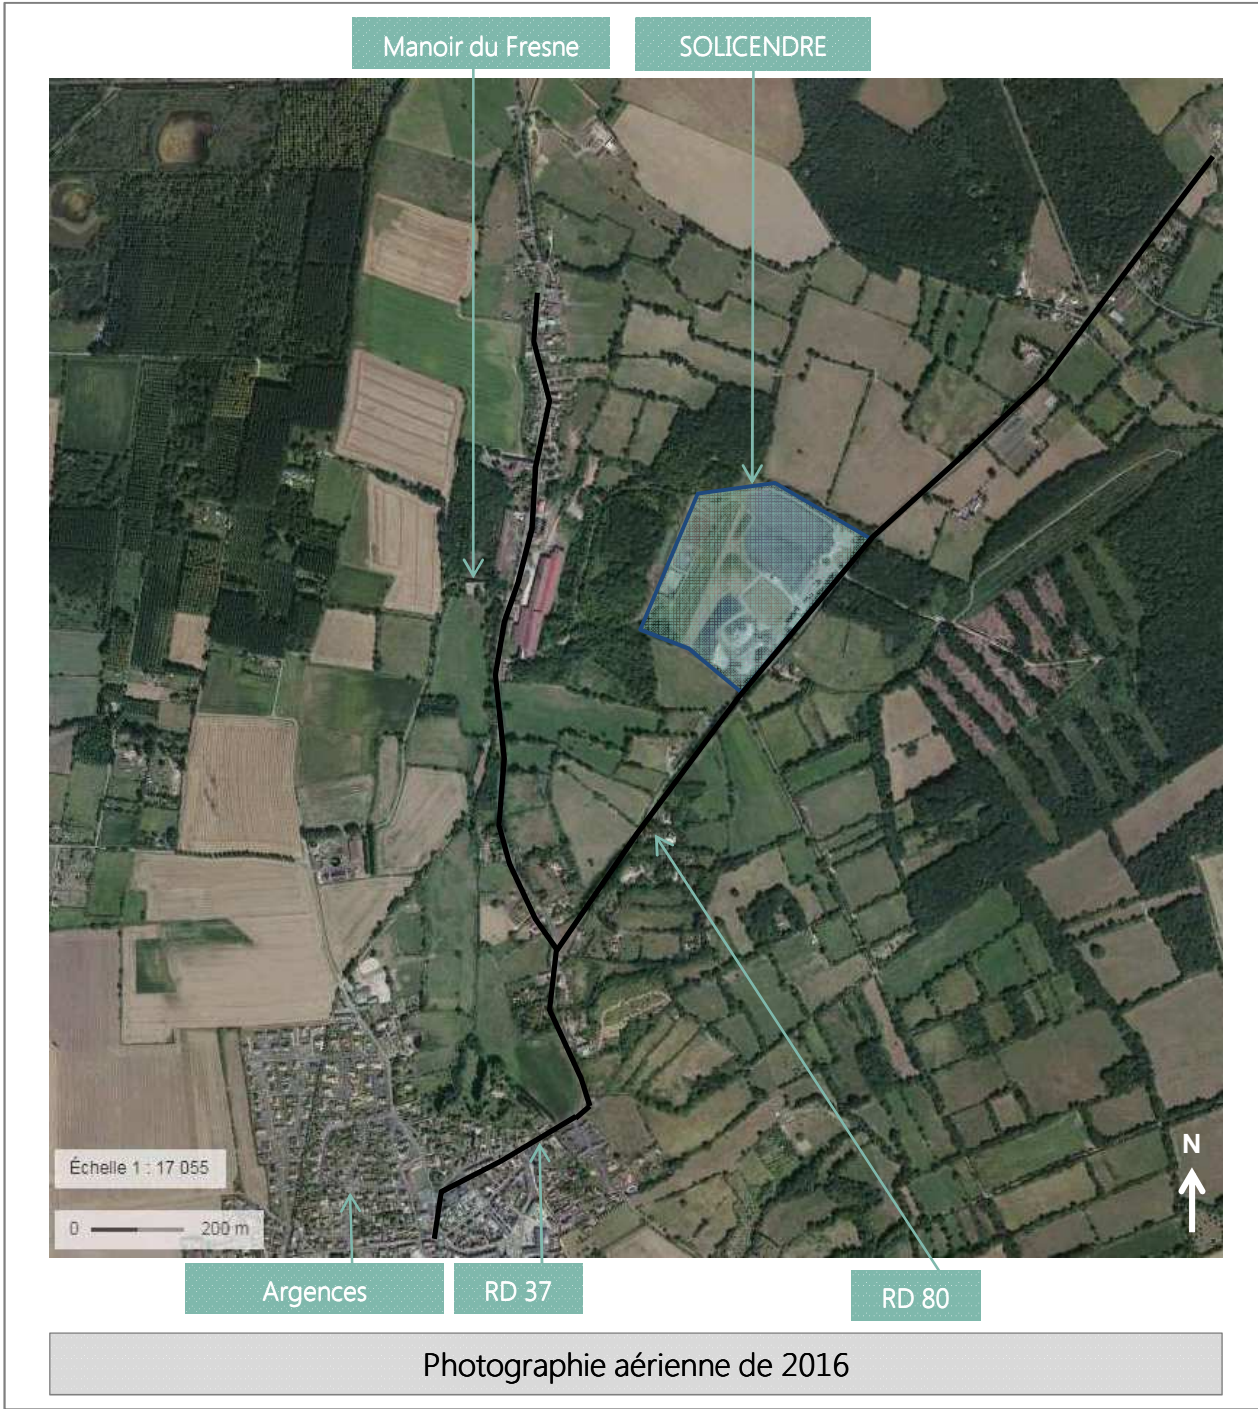 Manoir du Fresne
SOLICENDRE
N
Échelle 1 : 17 055
0 200 m
Argences
RD 37
RD 80
Photographie aérienne de 2016